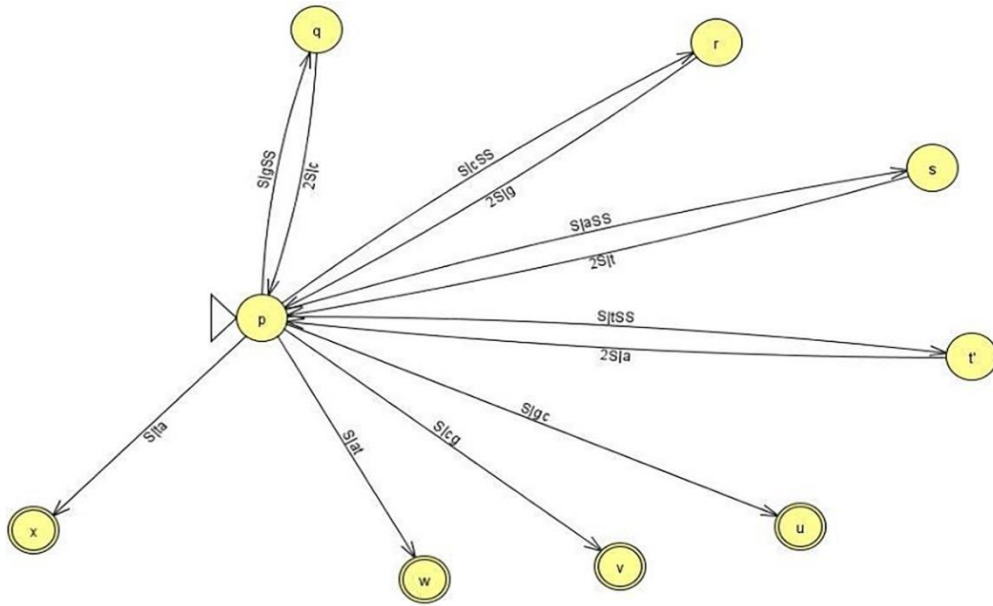 q
r
S|gSS
2S|c
S|cSS
2S|g
s
S|aSS
2S|t
p
S|tSS
2S|a
t'
S|ta
S|at
S|cg
S|gc
x
w
v
u